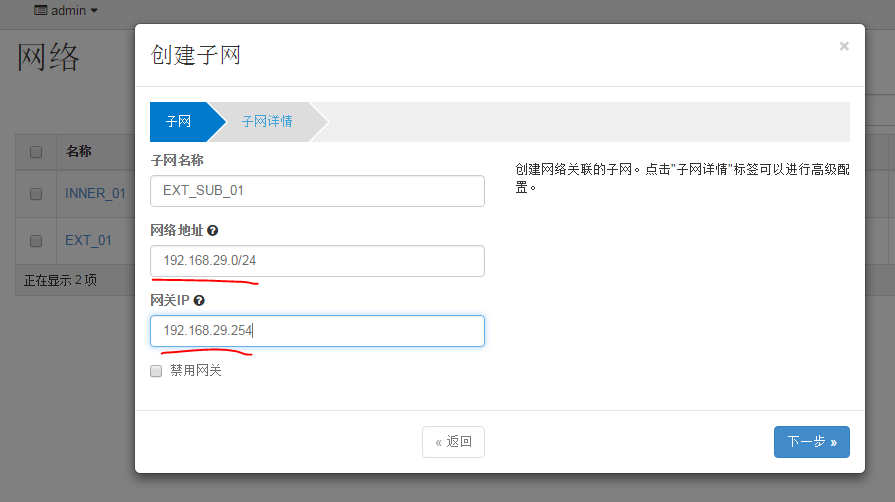 admin
网络
创建子网
×
子网
子网详情
子网名称
创建网络关联的子网。点击"子网详情"标签可以进行高级配
置。
EXT_SUB_01
网络地址
192.168.29.0/24
网关IP
192.168.29.254
禁用网关
« 返回
下一步 »
名称
INNER_01
EXT_01
正在显示 2 项